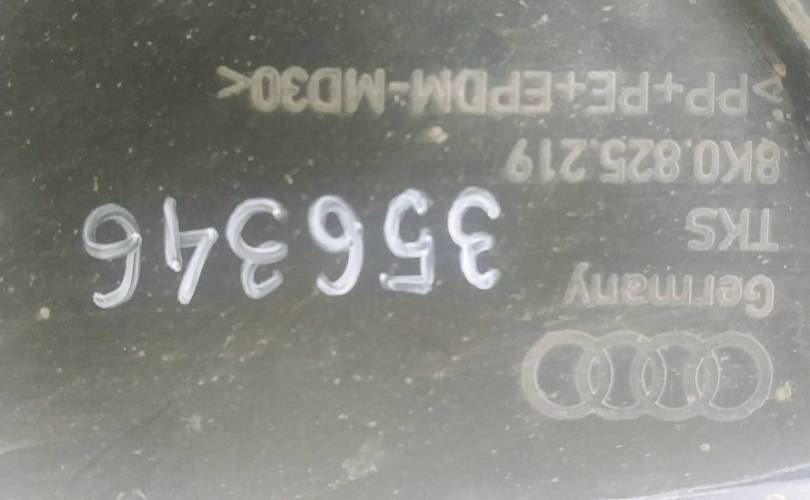 Germany
TKS
356346
8K0.825.219
>PP+PE+EPDM-MD30<